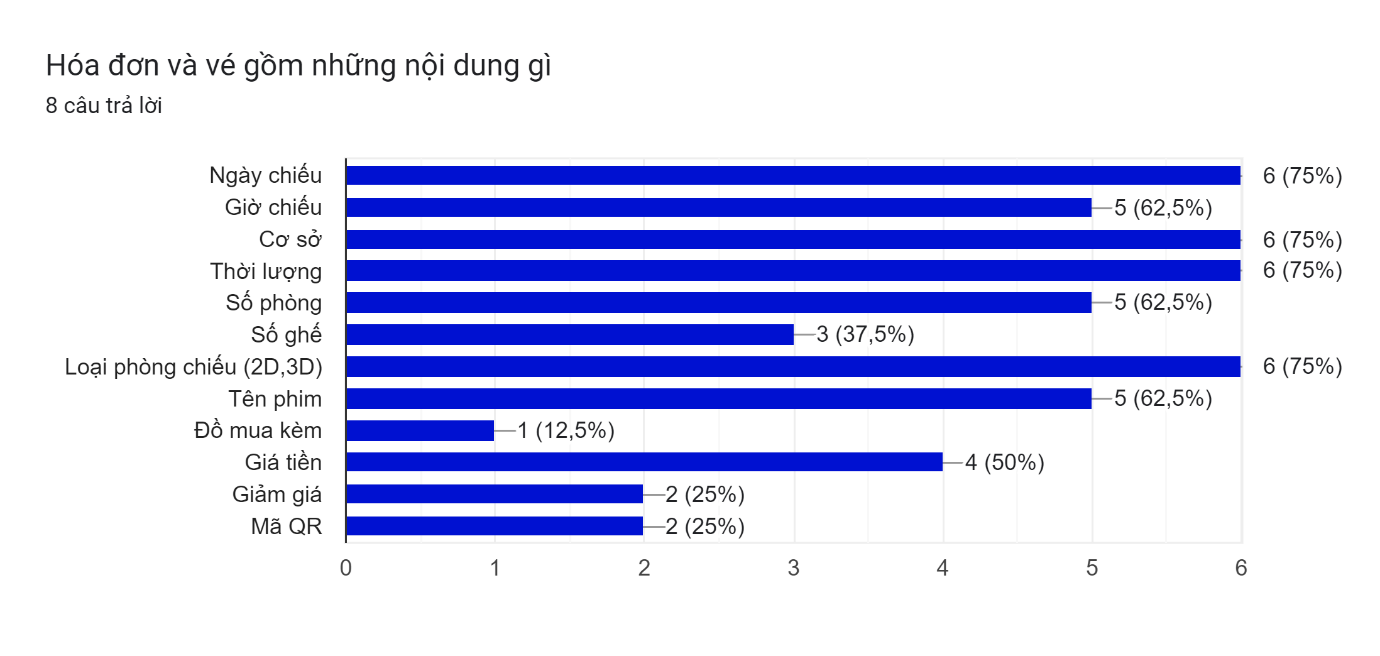 Hóa đơn và vé gồm những nội dung gì
8 câu trả lời
Ngày chiếu 6 (75%)
Giờ chiếu 5 (62,5%)
Cơ sở 6 (75%)
Thời lượng 6 (75%)
Số phòng 5 (62,5%)
Số ghế 3 (37,5%)
Loại phòng chiếu (2D,3D) 6 (75%)
Tên phim 5 (62,5%)
Đồ mua kèm 1 (12,5%)
Giá tiền 4 (50%)
Giảm giá 2 (25%)
Mã QR 2 (25%)
0 1 2 3 4 5 6